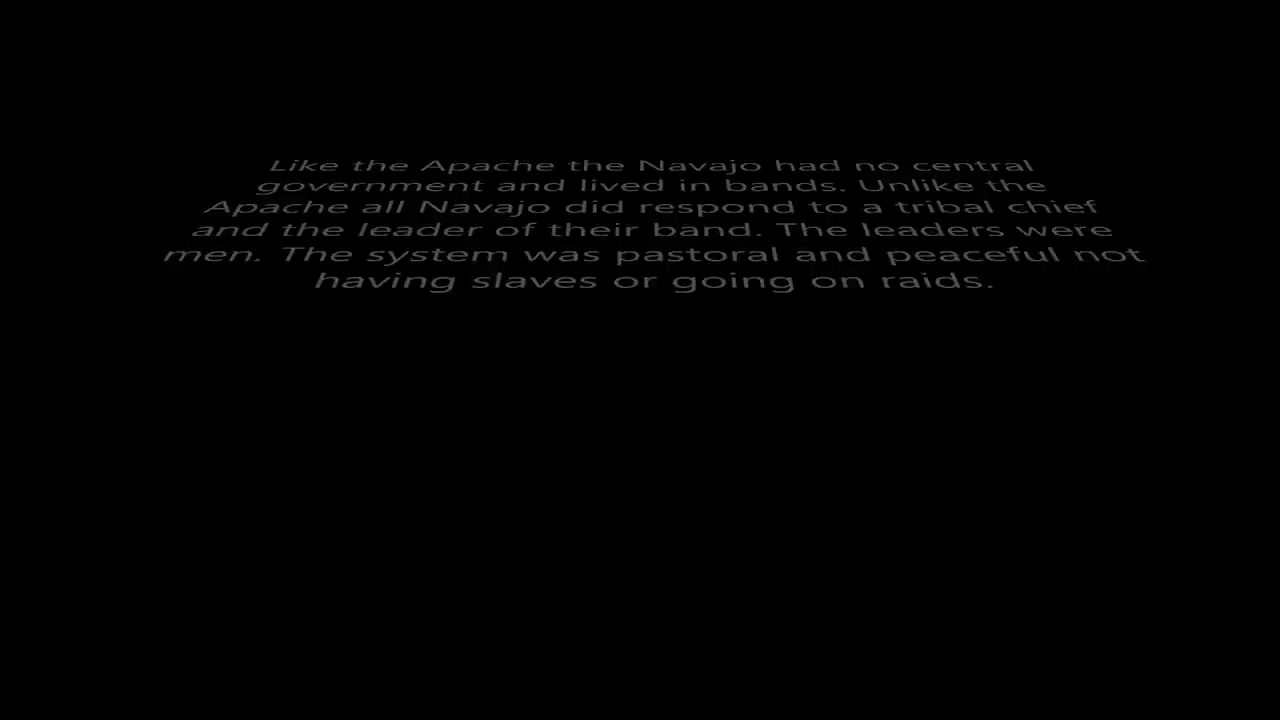 Like the Apache the Navajo had no central
government and lived in bands. Unlike the
Apache all Navajo did respond to a tribal chief
and the leader of their band. The leaders were
men. The system was pastoral and peaceful not
having slaves or going on raids.